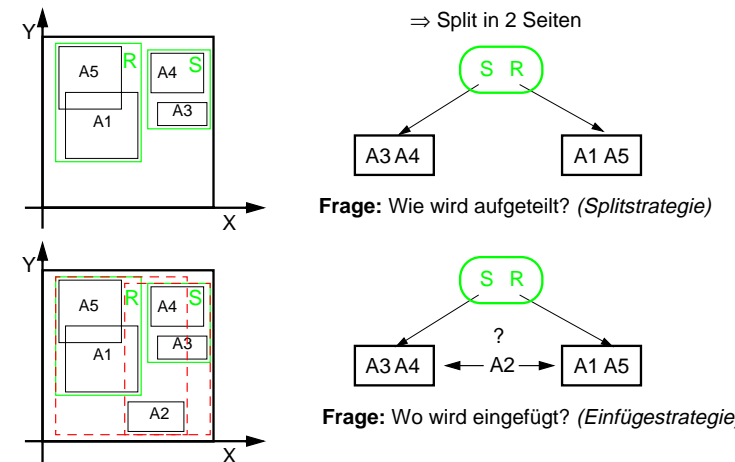 ⇒ Split in 2 Seiten
Y
A5
R
A4
S
A1
A3
X
S R
A3 A4
A1 A5
Frage: Wie wird aufgeteilt? (Splitstrategie)
Y
A5
R
A4
S
A1
A3
A2
X
S R
?
A3 A4
A2
A1 A5
Frage: Wo wird eingefügt? (Einfügestrategie)